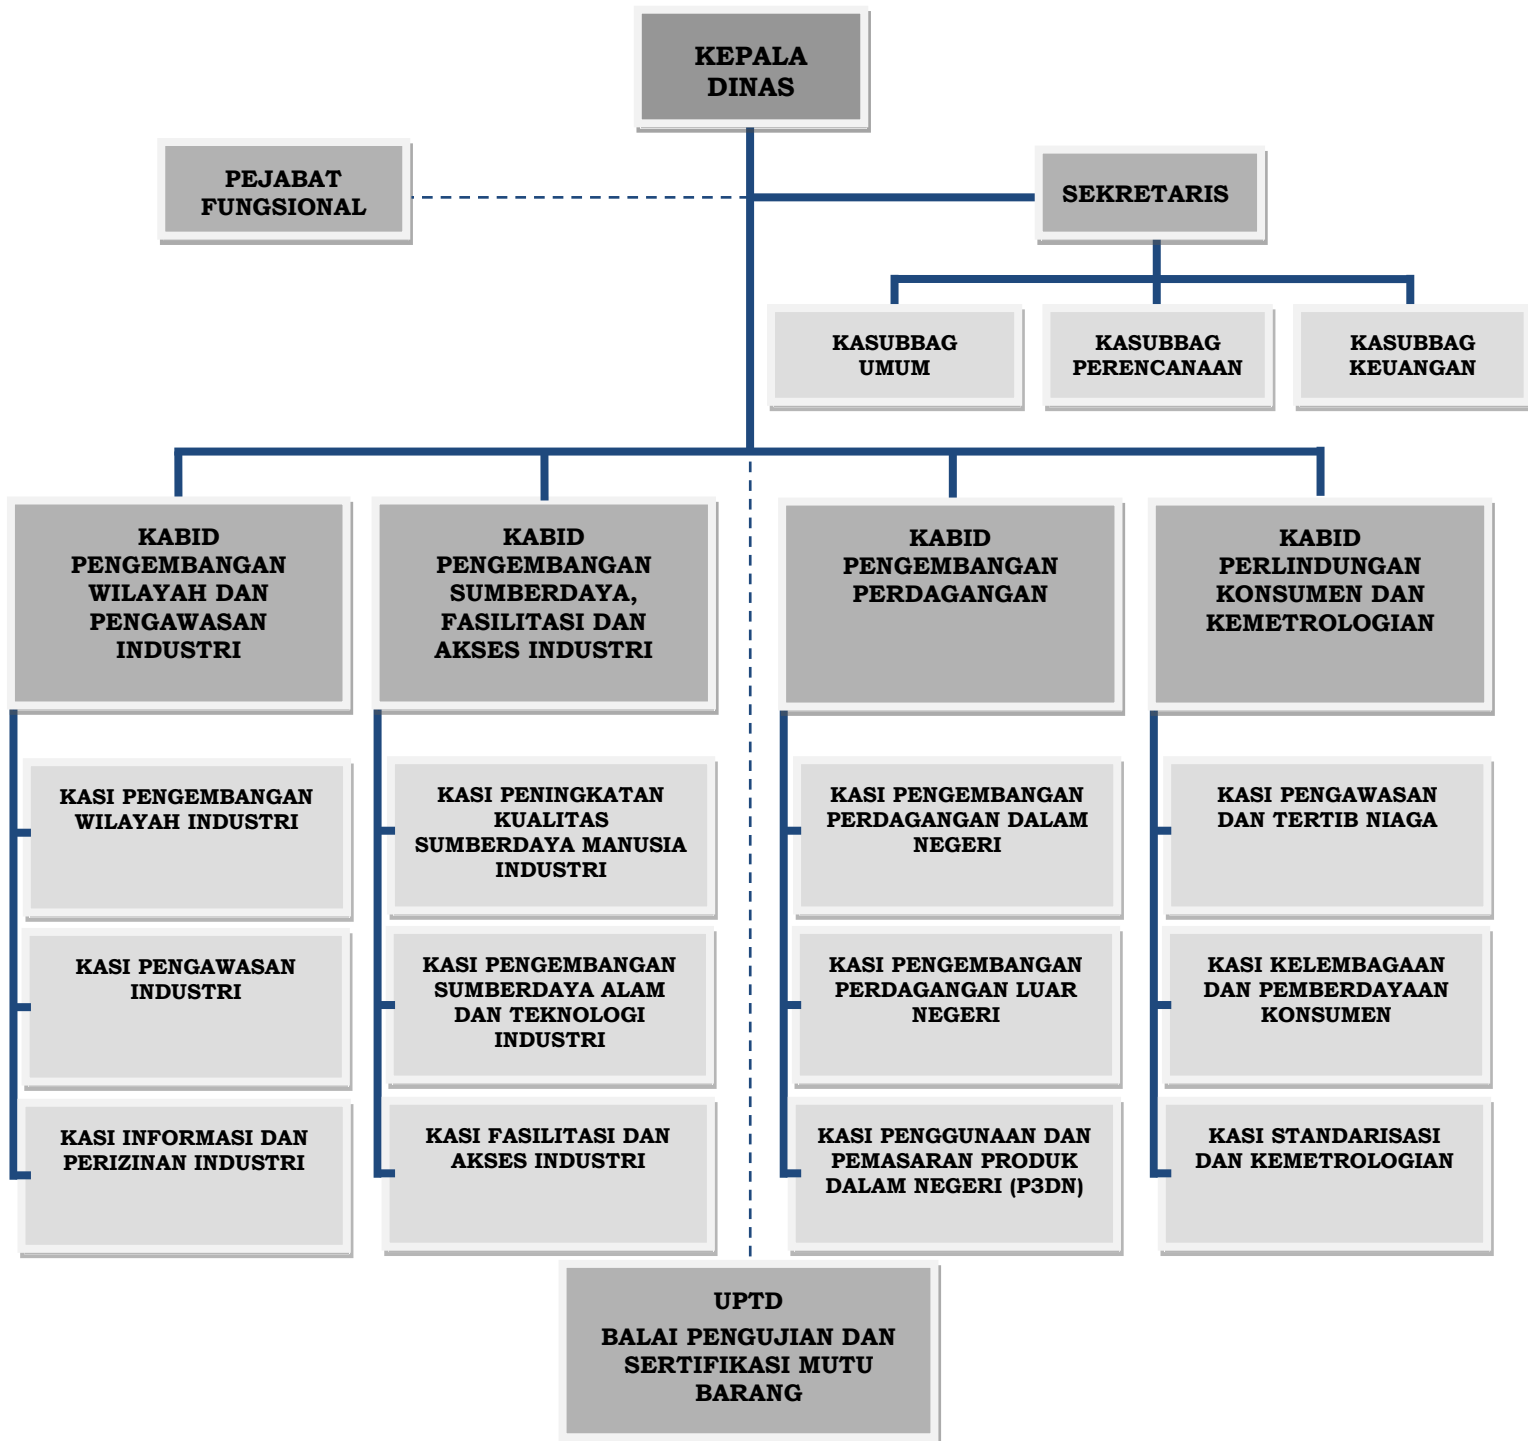 KEPALA
DINAS
PEJABAT
FUNGSIONAL
SEKRETARIS
KASUBBAG
UMUM
KASUBBAG
PERENCANAAN
KASUBBAG
KEUANGAN
KABID
PENGEMBANGAN
WILAYAH DAN
PENGAWASAN
INDUSTRI
KABID
PENGEMBANGAN
SUMBERDAYA,
FASILITASI DAN
AKSES INDUSTRI
KABID
PENGEMBANGAN
PERDAGANGAN
KABID
PERLINDUNGAN
KONSUMEN DAN
KEMETROLOGIAN
KASI PENGEMBANGAN
WILAYAH INDUSTRI
KASI PENINGKATAN
KUALITAS
SUMBERDAYA MANUSIA
INDUSTRI
KASI PENGEMBANGAN
PERDAGANGAN DALAM
NEGERI
KASI PENGAWASAN
DAN TERTIB NIAGA
KASI PENGAWASAN
INDUSTRI
KASI PENGEMBANGAN
SUMBERDAYA ALAM
DAN TEKNOLOGI
INDUSTRI
KASI PENGEMBANGAN
PERDAGANGAN LUAR
NEGERI
KASI KELEMBAGAAN
DAN PEMBERDAYAAN
KONSUMEN
KASI INFORMASI DAN
PERIZINAN INDUSTRI
KASI FASILITASI DAN
AKSES INDUSTRI
KASI PENGGUNAAN DAN
PEMASARAN PRODUK
DALAM NEGERI (P3DN)
KASI STANDARISASI
DAN KEMETROLOGIAN
UPTD
BALAI PENGUJIAN DAN
SERTIFIKASI MUTU
BARANG